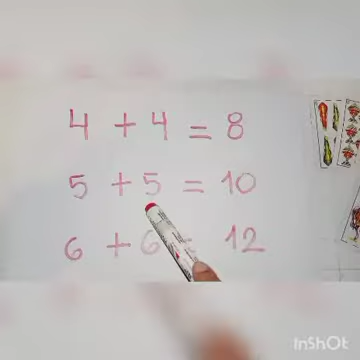 4 + 4 = 8
5 + 5 = 10
6 + 6 = 12
InShOt